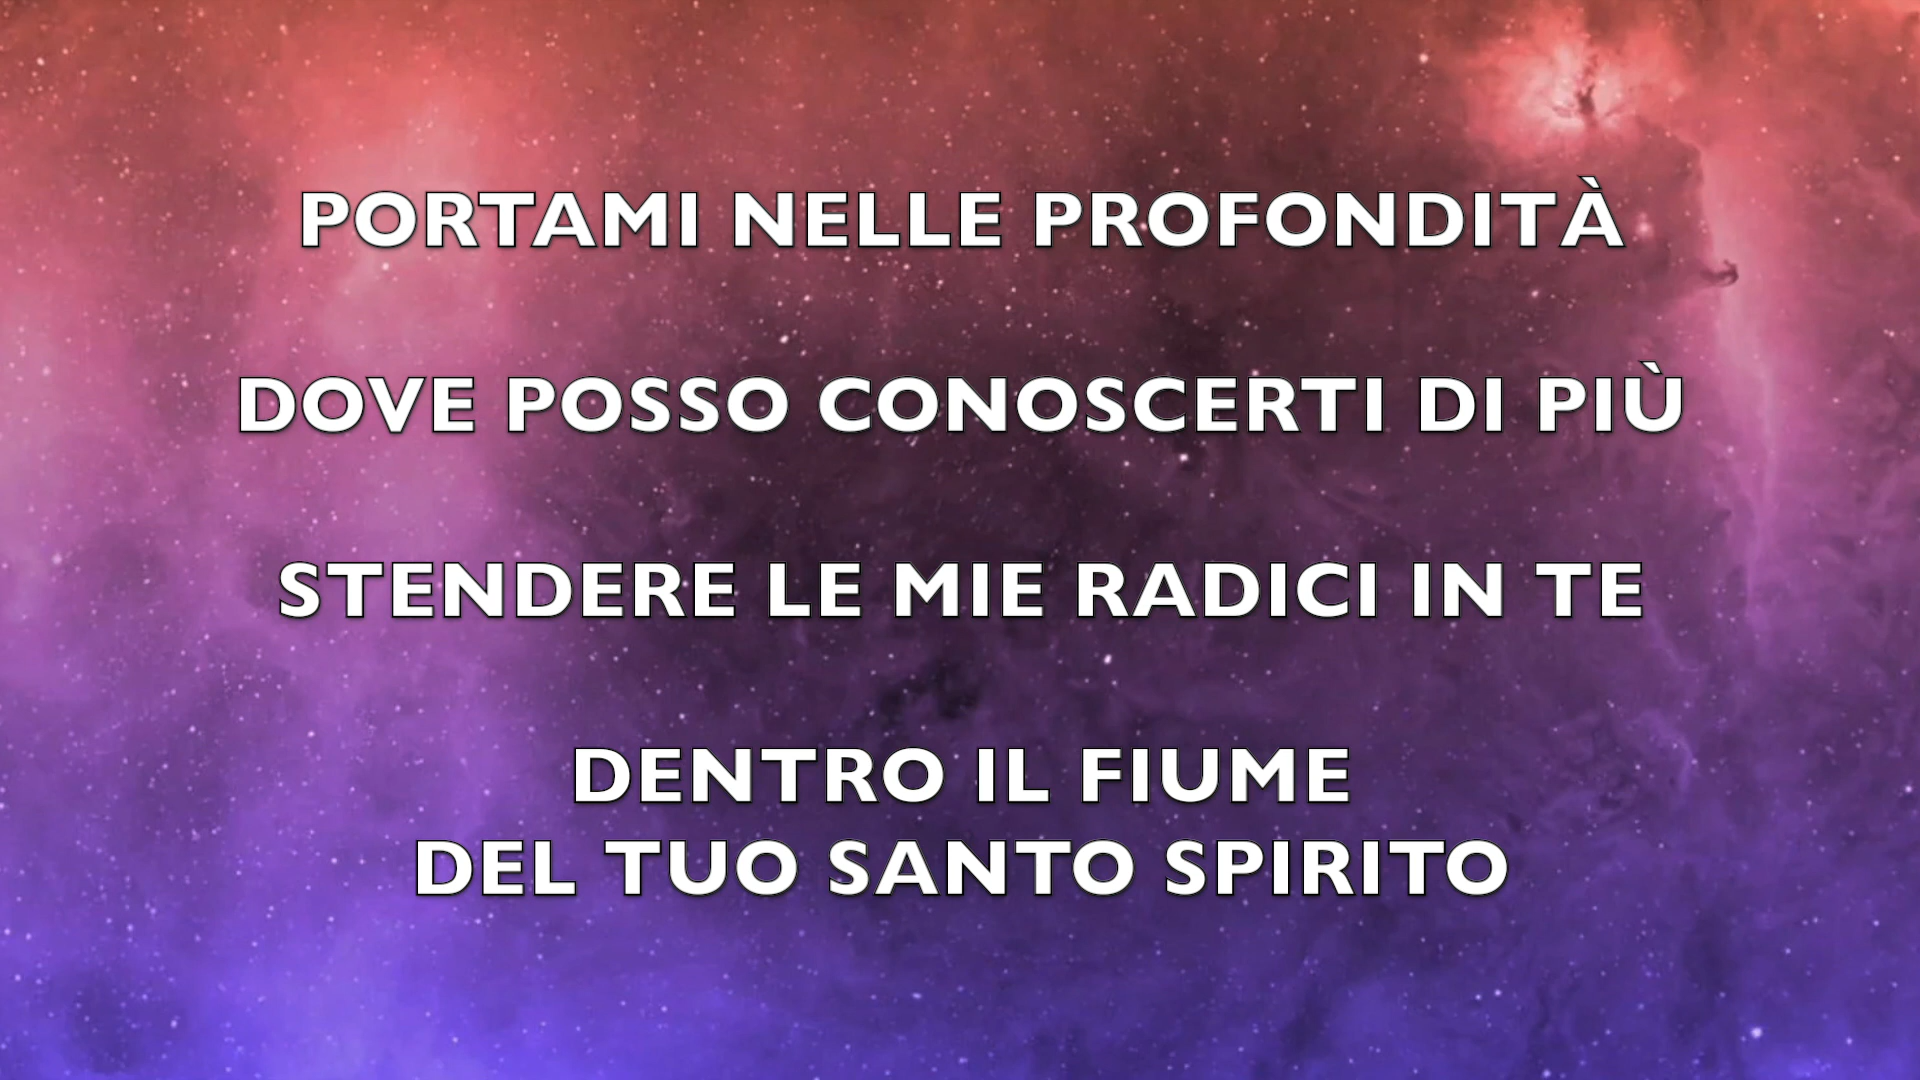 PORTAMI NELLE PROFONDITÀ
DOVE POSSO CONOSCERTI DI PIÙ
STENDERE LE MIE RADICI IN TE
DENTRO IL FIUME
DEL TUO SANTO SPIRITO